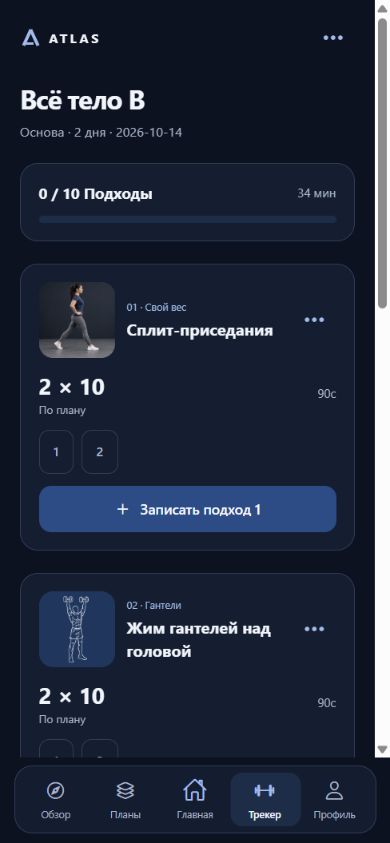 ATLAS
Всё тело B
Основа · 2 дня · 2026-10-14
0 / 10 Подходы
34 мин
01 · Свой вес
Сплит-приседания
2 × 10
90с
По плану
1
2
+ Записать подход 1
02 · Гантели
Жим гантелей над
головой
2 × 10
90с
По плану
Обзор
Планы
Главная
Трекер
Профиль